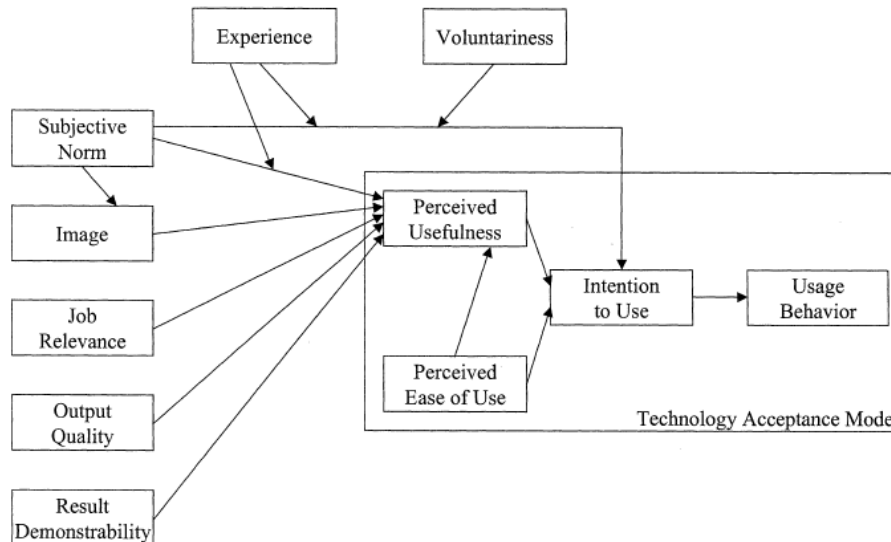 Experience
Voluntariness
Subjective
Norm
Image
Job
Relevance
Output
Quality
Result
Demonstrability
Perceived
Usefulness
Perceived
Ease of Use
Intention
to Use
Usage
Behavior
Technology Acceptance Mode